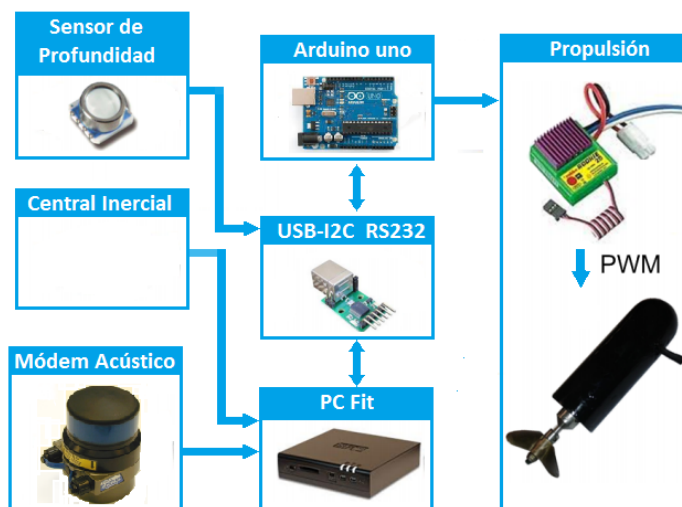 Sensor de
Profundidad
Arduino uno
Propulsión
Central Inercial
USB-I2C RS232
PWM
Módem Acústico
PC Fit